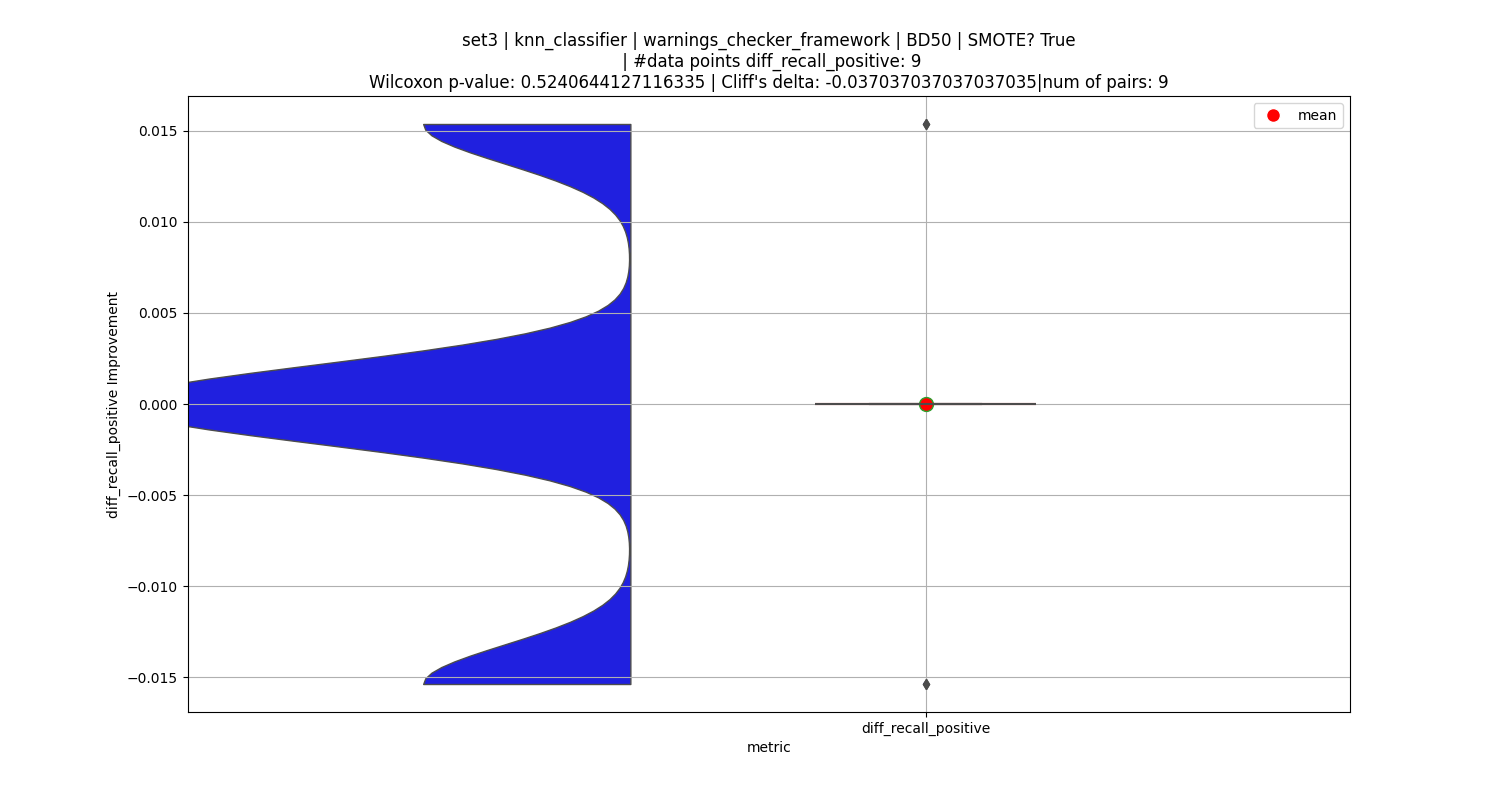 set3 | knn_classifier | warnings_checker_framework | BD50 | SMOTE? True
| #data points diff_recall_positive: 9
Wilcoxon p-value: 0.5240644127116335 | Cliff's delta: -0.037037037037037035|num of pairs: 9
mean
0.015
0.010
0.005
0.000
−0.005
−0.010
−0.015
diff_recall_positive Improvement
diff_recall_positive
metric